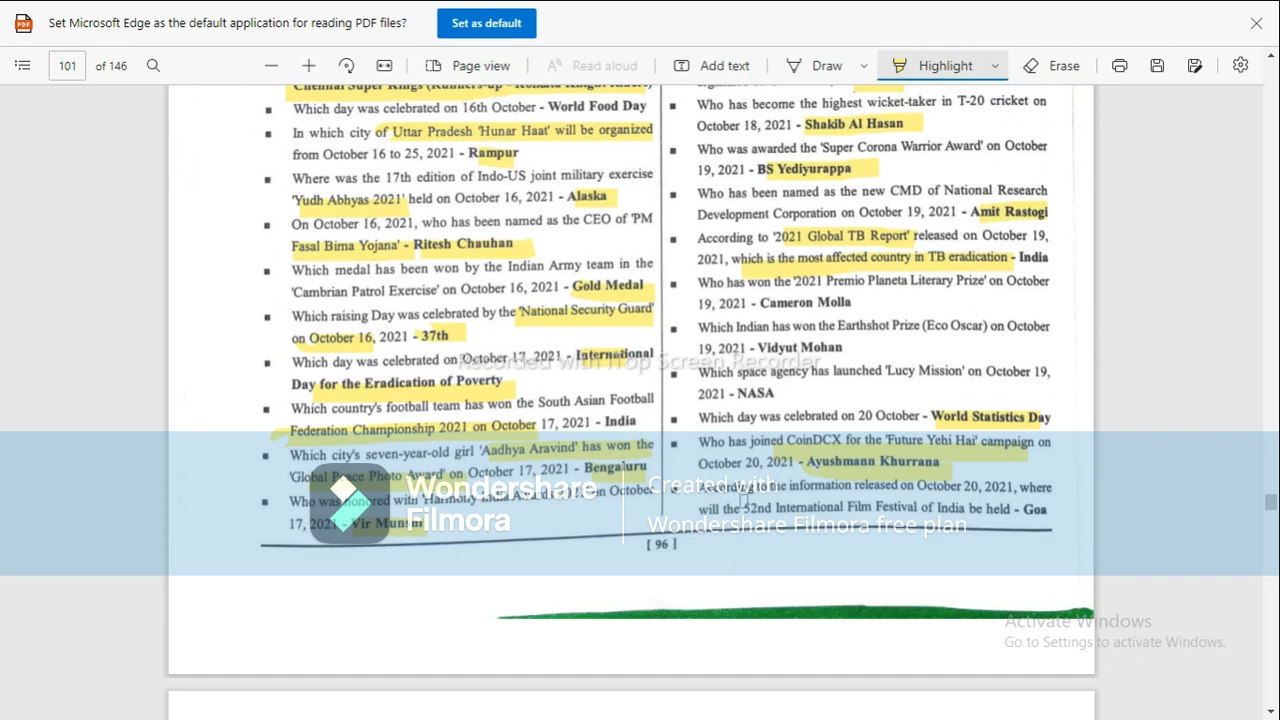 Set Microsoft Edge as the default application for reading PDF files?
Set as default
101 of 146
Page view
Read aloud
Add text
Draw
Highlight
Erase
Which day was celebrated on 16th October - World Food Day
In which city of Uttar Pradesh 'Hunar Haat' will be organized
from October 16 to 25, 2021 - Rampur
Where was the 17th edition of Indo-US joint military exercise
'Yudh Abhyas 2021' held on October 16, 2021 - Alaska
On October 16, 2021, who has been named as the CEO of 'PM
Fasal Bima Yojana' - Ritesh Chauhan
Which medal has been won by the Indian Army team in the
'Cambrian Patrol Exercise' on October 16, 2021 - Gold Medal
Which raising Day was celebrated by the 'National Security Guard'
on October 16, 2021 - 37th
Which day was celebrated on October 17, 2021 - International
Day for the Eradication of Poverty
Which country's football team has won the South Asian Football
Federation Championship 2021 on October 17, 2021 - India
Which city's seven-year-old girl 'Aadhya Aravind' has won the
'Global Peace Photo Award' on October 17, 2021 - Bengaluru
Who was honored with 'Harmony India Award 2021' on October
17, 2021 - Vir Munshi
Who has become the highest wicket-taker in T-20 cricket on
October 18, 2021 - Shakib Al Hasan
Who was awarded the 'Super Corona Warrior Award' on October
19, 2021 - BS Yediyurappa
Who has been named as the new CMD of National Research
Development Corporation on October 19, 2021 - Amit Rastogi
According to '2021 Global TB Report' released on October 19,
2021, which is the most affected country in TB eradication - India
Who has won the '2021 Premio Planeta Literary Prize' on October
19, 2021 - Cameron Molla
Which Indian has won the Earthshot Prize (Eco Oscar) on October
19, 2021 - Vidyut Mohan
Which space agency has launched 'Lucy Mission' on October 19,
2021 - NASA
Which day was celebrated on 20 October - World Statistics Day
Who has joined CoinDCX for the 'Future Yehi Hai' campaign on
October 20, 2021 - Ayushmann Khurrana
According to the information released on October 20, 2021, where
will the 52nd International Film Festival of India be held - Goa
[ 96 ]
Recorded with iTop Screen Recorder
Wondershare
Filmora
Created with
Wondershare Filmora free plan
Activate Windows
Go to Settings to activate Windows.